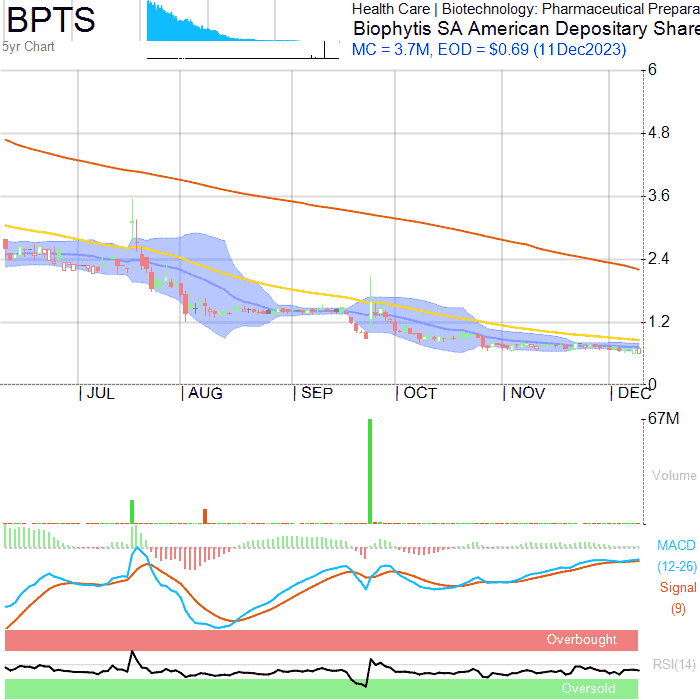 BPTS
5yr Chart
Health Care | Biotechnology: Pharmaceutical Prepara
Biophytis SA American Depositary Share
MC = 3.7M, EOD = $0.69 (11Dec2023)
6
4.8
3.6
2.4
1.2
0
JUL AUG SEP OCT NOV DEC
67M
Volume
MACD
(12-26)
Signal
(9)
Overbought
RSI(14)
Oversold